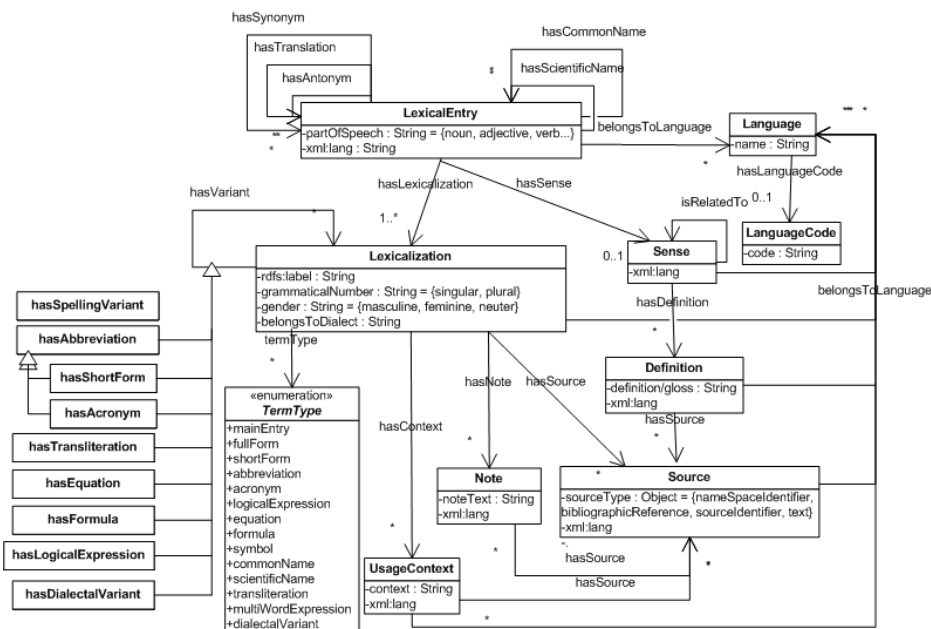 hasSynonym
hasTranslation
hasAntonym
hasCommonName
hasScientificName
LexicalEntry
-partOfSpeech : String = {noun, adjective, verb...}
-xml:lang : String
**
*
belongsToLanguage
*
Language
-name : String
*
hasLanguageCode
0..1
LanguageCode
-code : String
hasLexicalization
1..*
hasSense
isRelatedTo
0..1
Sense
-xml:lang
hasVariant
*
Lexicalization
-rdfs:label : String
-grammaticalNumber : String = {singular, plural}
-gender : String = {masculine, feminine, neuter}
-belongsToDialect : String
belongsToLanguage
hasDefinition
*
Definition
-definition/gloss : String
-xml:lang
hasSource
*
hasSpellingVariant
hasAbbreviation
hasShortForm
hasAcronym
hasTransliteration
hasEquation
hasFormula
hasLogicalExpression
hasDialectalVariant
termType
*
«enumeration»
TermType
+mainEntry
+fullForm
+shortForm
+abbreviation
+acronym
+logicalExpression
+equation
+formula
+symbol
+commonName
+scientificName
+transliteration
+multiWordExpression
+dialectalVariant
hasContext
*
hasNote
*
hasSource
*
Note
-noteText : String
-xml:lang
*
Source
-sourceType : Object = {nameSpaceIdentifier,
bibliographicReference, sourceIdentifier, text}
-xml:lang
hasSource
hasSource
*
UsageContext
-context : String
-xml:lang
*
*